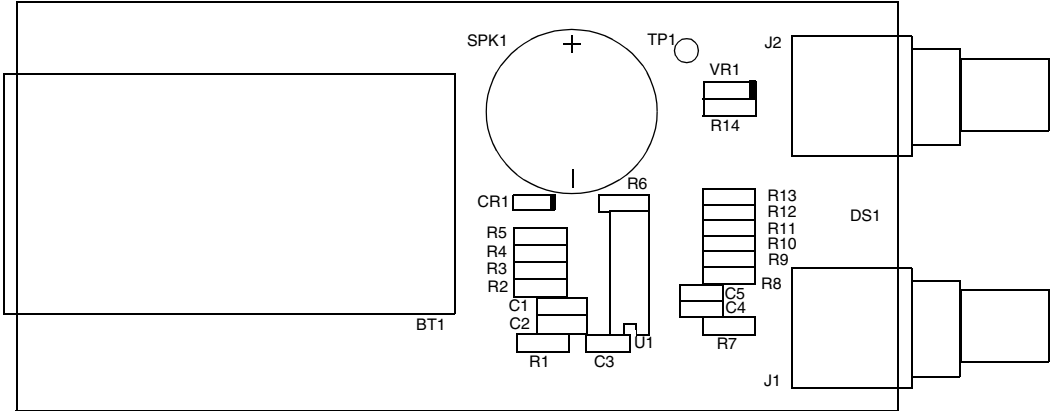 SPK1
+
TP1
J2
VR1
R14
–
R6
CR1
R13
R12
R11
R10
R9
R8
DS1
R5
R4
R3
R2
C1
C2
C5
C4
BT1
R1
C3
U1
R7
J1